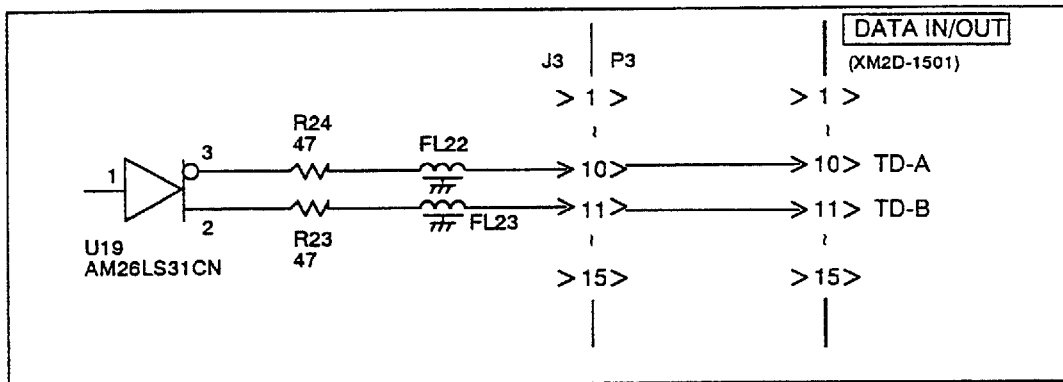 DATA IN/OUT
(XM2D-1501)
J3 P3
> 1 > > 1 >
~ ~
R24
47
FL22
3
1
10> 10> TD-A
11> 11> TD-B
2
FL23
R23
47
U19
AM26LS31CN
~ ~
>15> >15>